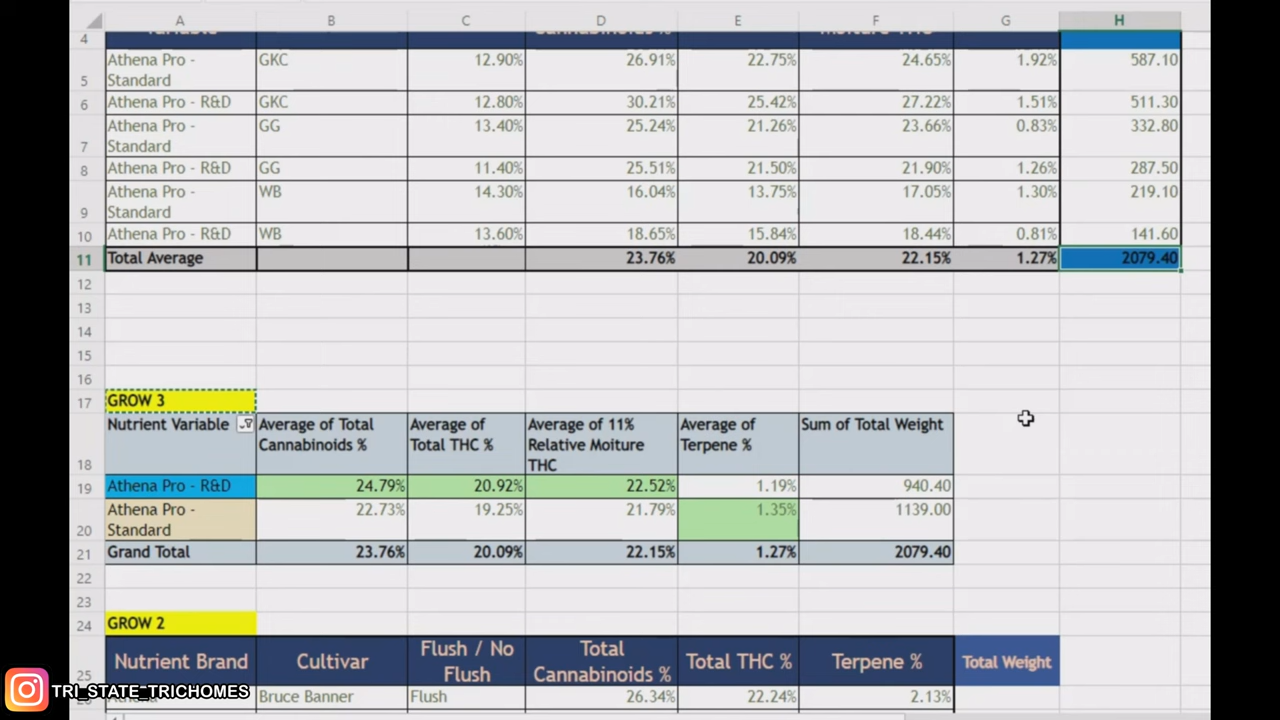 A B C D E F G H
4 Variable Cannabinoids % Moiture THC
5 Athena Pro - Standard GKC 12.90% 26.91% 22.75% 24.65% 1.92% 587.10
6 Athena Pro - R&D GKC 12.80% 30.21% 25.42% 27.22% 1.51% 511.30
7 Athena Pro - Standard GG 13.40% 25.24% 21.26% 23.66% 0.83% 332.80
8 Athena Pro - R&D GG 11.40% 25.51% 21.50% 21.90% 1.26% 287.50
9 Athena Pro - Standard WB 14.30% 16.04% 13.75% 17.05% 1.30% 219.10
10 Athena Pro - R&D WB 13.60% 18.65% 15.84% 18.44% 0.81% 141.60
11 Total Average 23.76% 20.09% 22.15% 1.27% 2079.40
12
13
14
15
16
17 GROW 3
18 Nutrient Variable Average of Total Cannabinoids % Average of Total THC % Average of 11% Relative Moiture THC Average of Terpene % Sum of Total Weight
19 Athena Pro - R&D 24.79% 20.92% 22.52% 1.19% 940.40
20 Athena Pro - Standard 22.73% 19.25% 21.79% 1.35% 1139.00
21 Grand Total 23.76% 20.09% 22.15% 1.27% 2079.40
22
23
24 GROW 2
25 Nutrient Brand Cultivar Flush / No Flush Total Cannabinoids % Total THC % Terpene % Total Weight
Bruce Banner Flush 26.34% 22.24% 2.13%
TRI_STATE_TRICHOMES